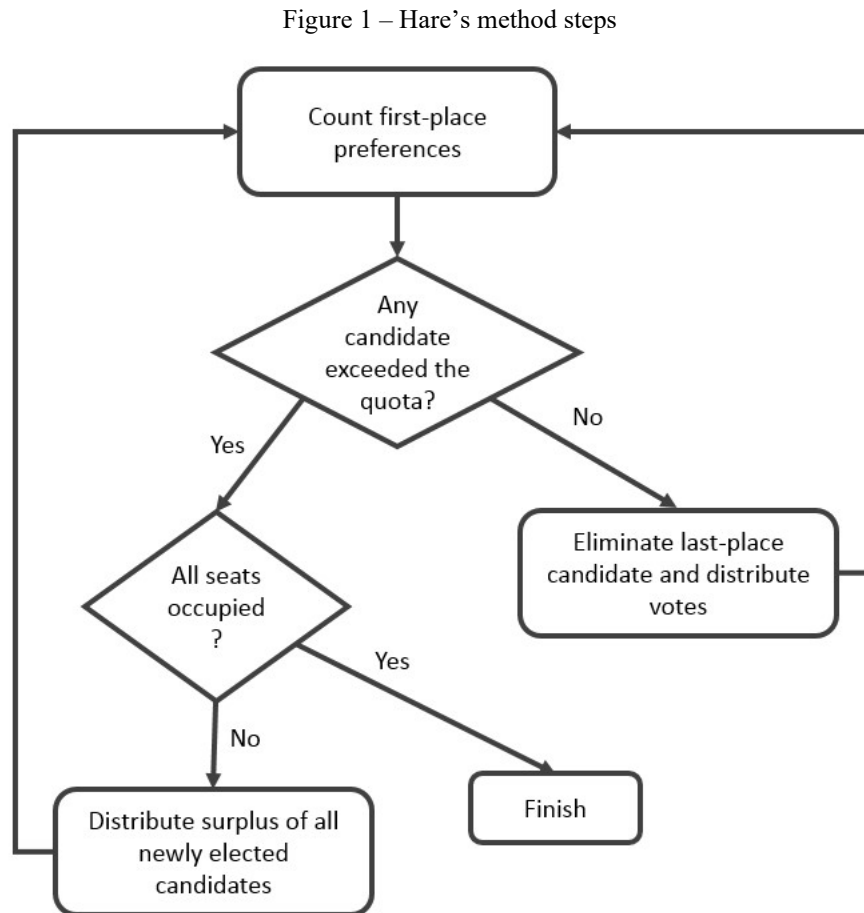 Figure 1 – Hare’s method steps
Count first-place
preferences
Any
candidate
exceeded the
quota?
Yes
No
All seats
occupied
?
Eliminate last-place
candidate and distribute
votes
Yes
No
Distribute surplus of all
newly elected
candidates
Finish